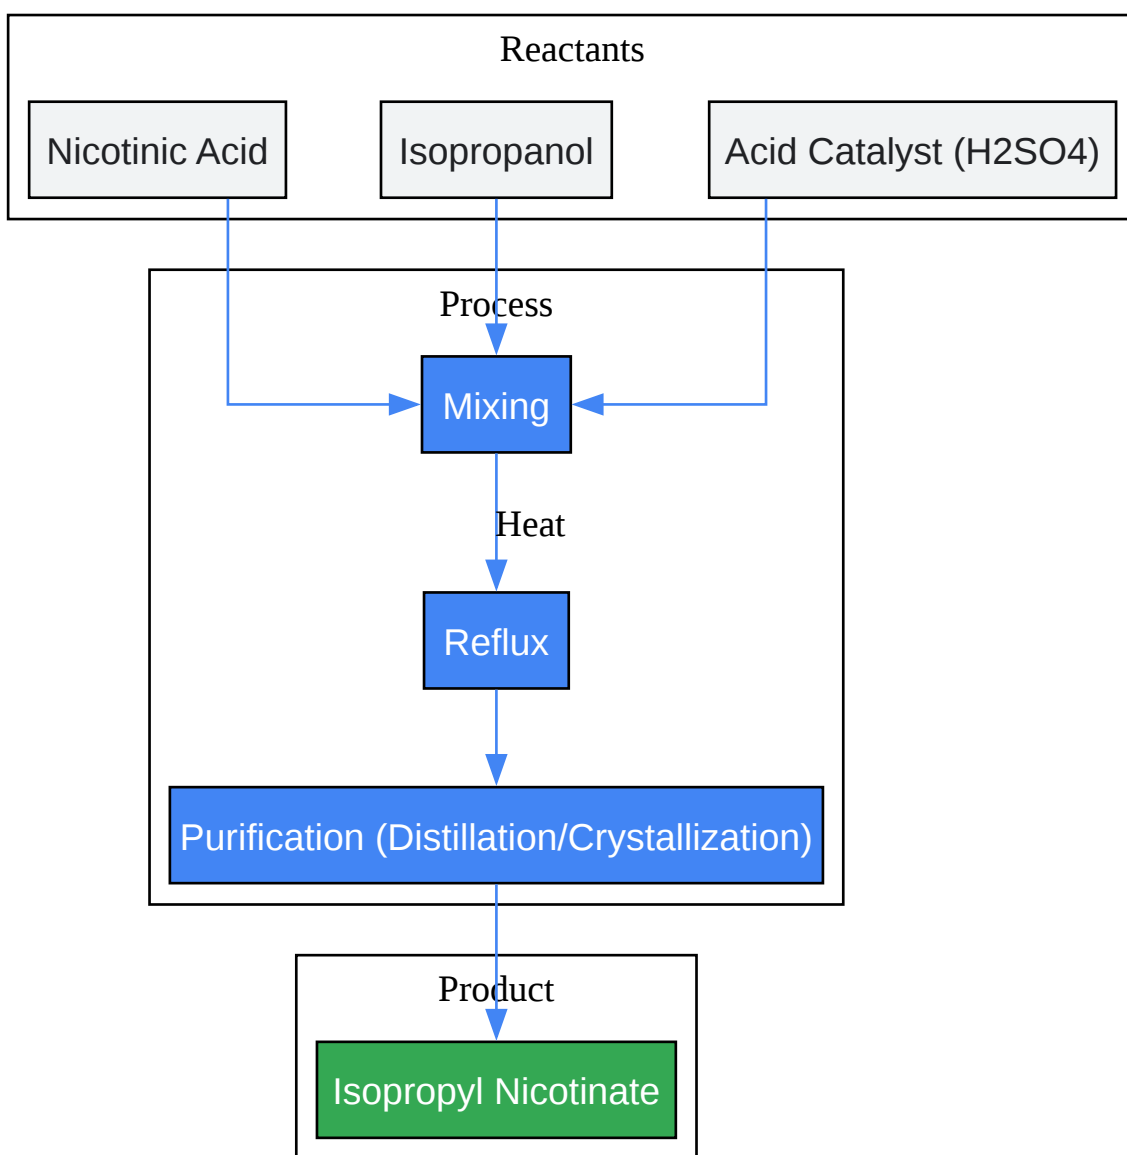 Reactants
Nicotinic Acid
Isopropanol
Acid Catalyst (H2SO4)
Process
Mixing
Heat
Reflux
Purification (Distillation/Crystallization)
Product
Isopropyl Nicotinate